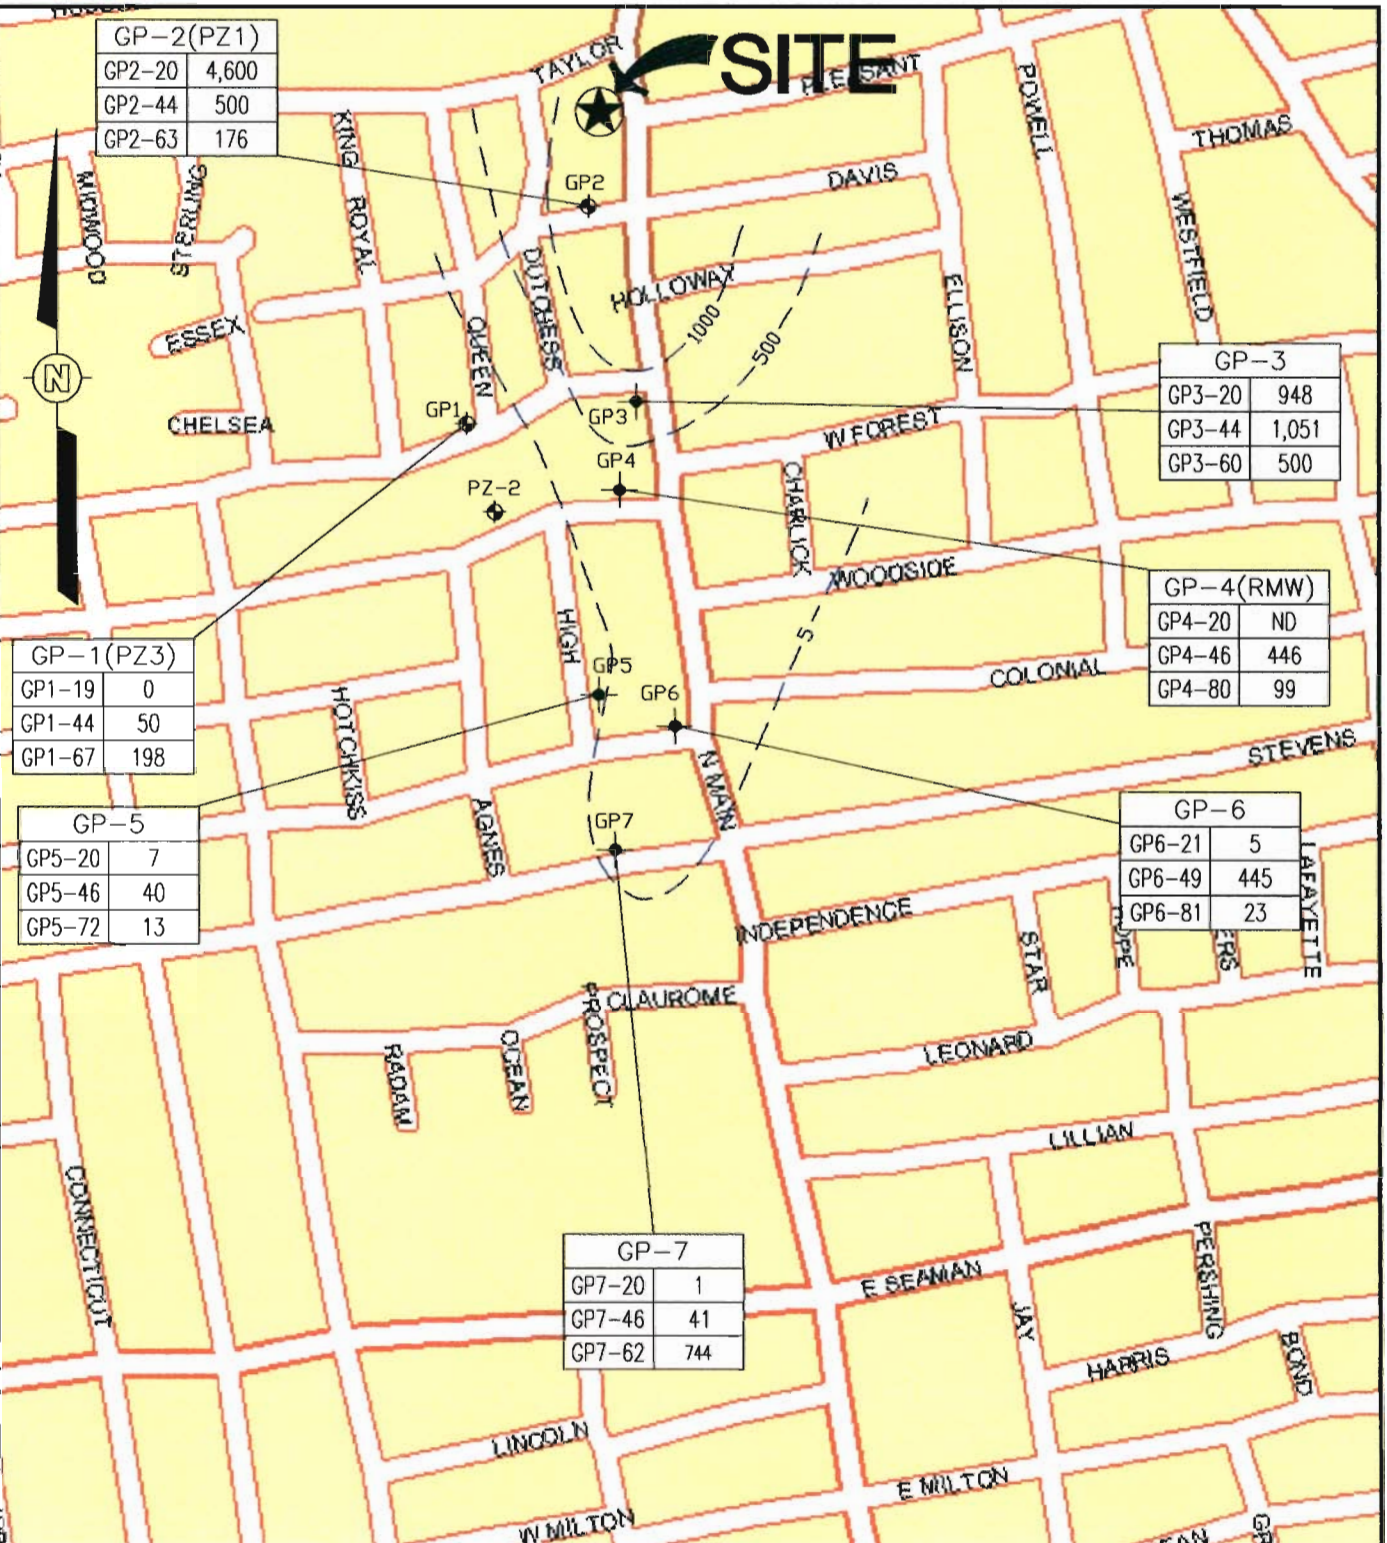 GP-2(PZ1)
GP2-20 4,600
GP2-44 500
GP2-63 176
TAYLOR
SITE
PLEASANT
POWELL
THOMAS
KING
ROYAL
MIDWOOD
STERLING
GP2
DAVIS
WESTFIELD
DUTCHESS
HOLLOWAY
1000
500
ELLISON
ESSEX
QUEEN
N
GP-3
GP3-20 948
GP3-44 1,051
GP3-60 500
GP1
GP3
CHELSEA
W FOREST
GP4
PZ-2
CHARLICK
WOODSIDE
GP-4(RMW)
GP4-20 ND
GP4-46 446
GP4-80 99
5
HIGH
GP-1(PZ3)
GP1-19 0
GP1-44 50
GP1-67 198
GP5
GP6
COLONIAL
HOTCHKISS
N MAIN
STEVENS
GP-5
GP5-20 7
GP5-46 40
GP5-72 13
AGNES
GP7
GP-6
GP6-21 5
GP6-49 445
GP6-81 23
LAFAYETTE
INDEPENDENCE
STAR
HOPE
ERS
PROSPECT
CLAUROME
RADAM
OCEAN
LEONARD
LILLIAN
CONNECTICUT
PERSHING
GP-7
GP7-20 1
GP7-46 41
GP7-62 744
E SEAMAN
JAY
HARRIS
BOND
LINCOLN
E MILTON
W MILTON
EAN
GR